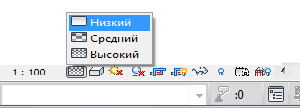 Низкий
Средний
Высокий
1 : 100
:0